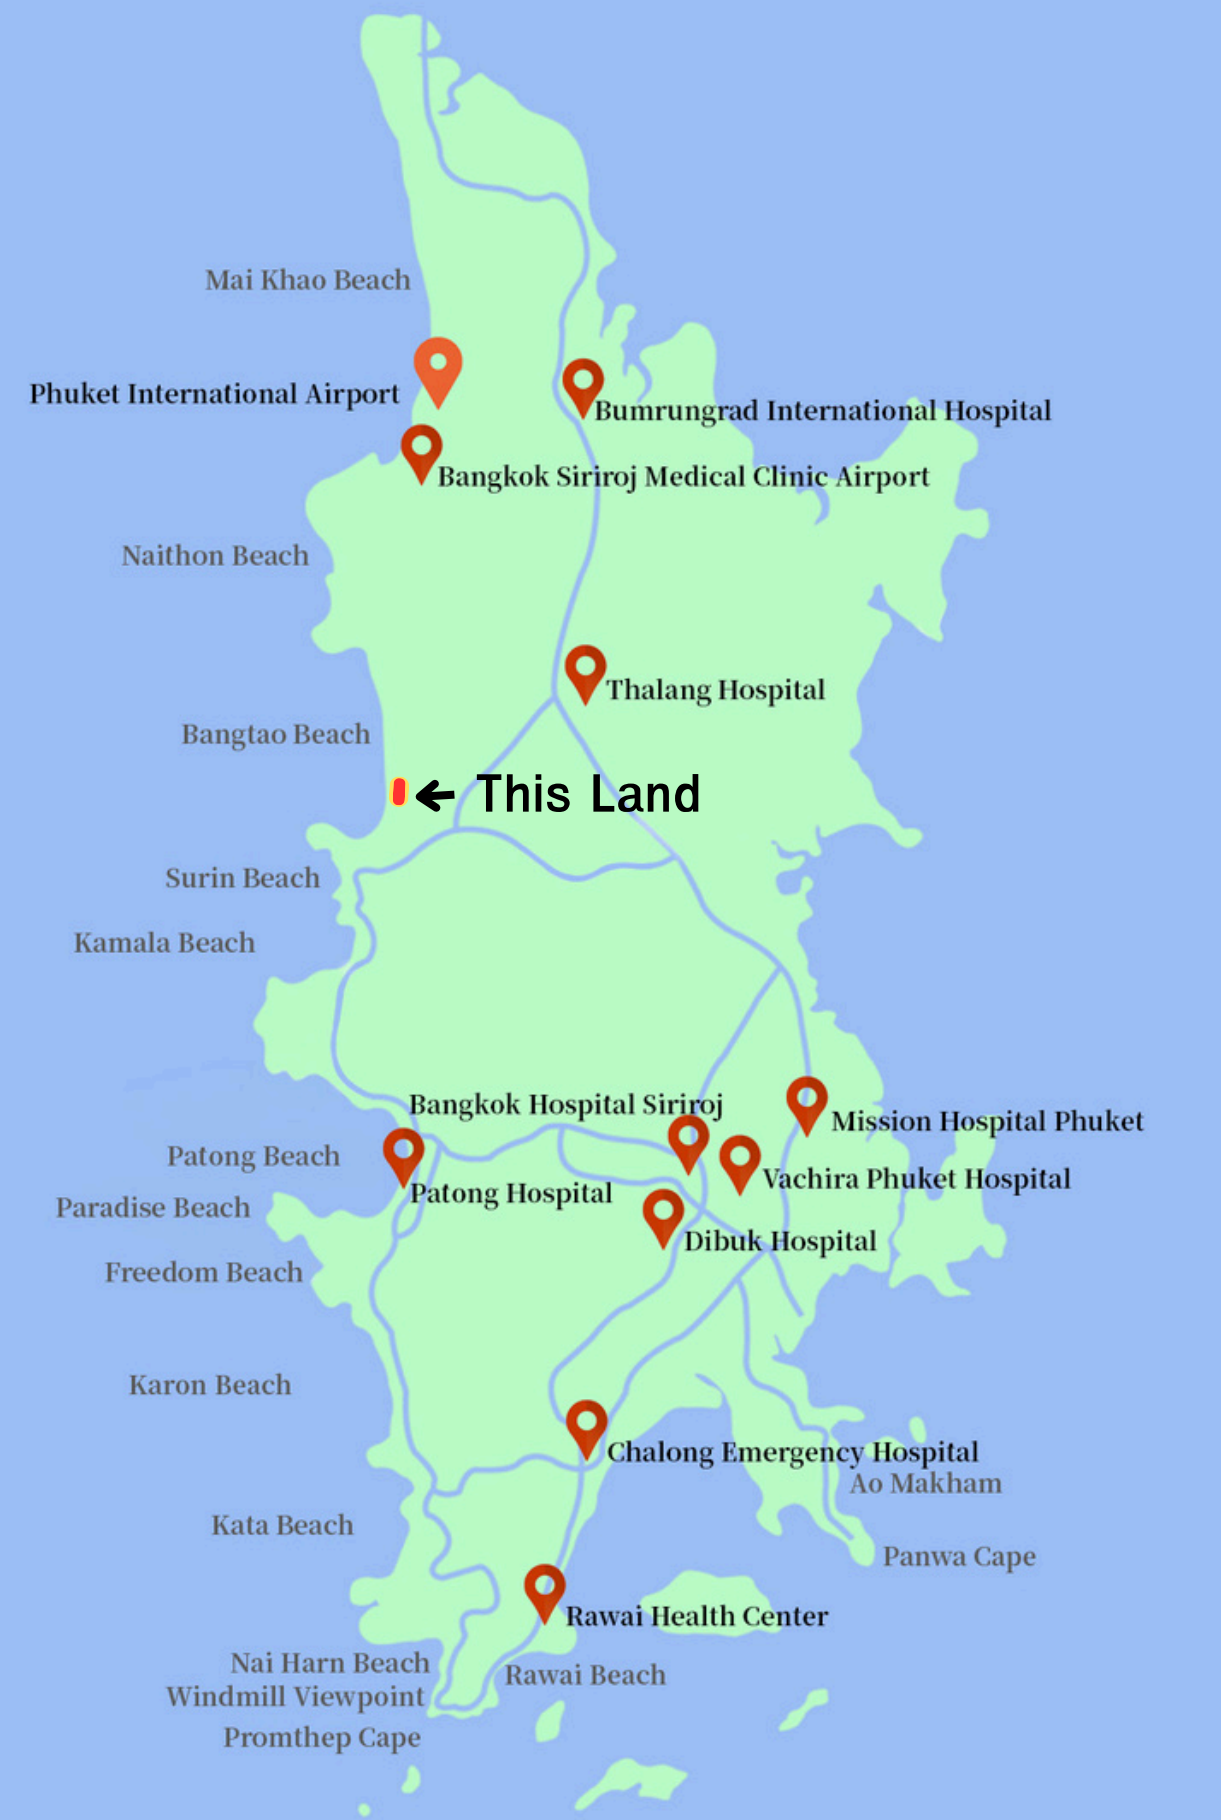 Mai Khao Beach
Phuket International Airport
Bumrungrad International Hospital
Bangkok Siriroj Medical Clinic Airport
Naithon Beach
Thalang Hospital
Bangtao Beach
This Land
Surin Beach
Kamala Beach
Bangkok Hospital Siriroj
Mission Hospital Phuket
Patong Beach
Vachira Phuket Hospital
Patong Hospital
Paradise Beach
Dibuk Hospital
Freedom Beach
Karon Beach
Chalong Emergency Hospital
Ao Makham
Kata Beach
Panwa Cape
Rawai Health Center
Nai Harn Beach
Rawai Beach
Windmill Viewpoint
Promthep Cape